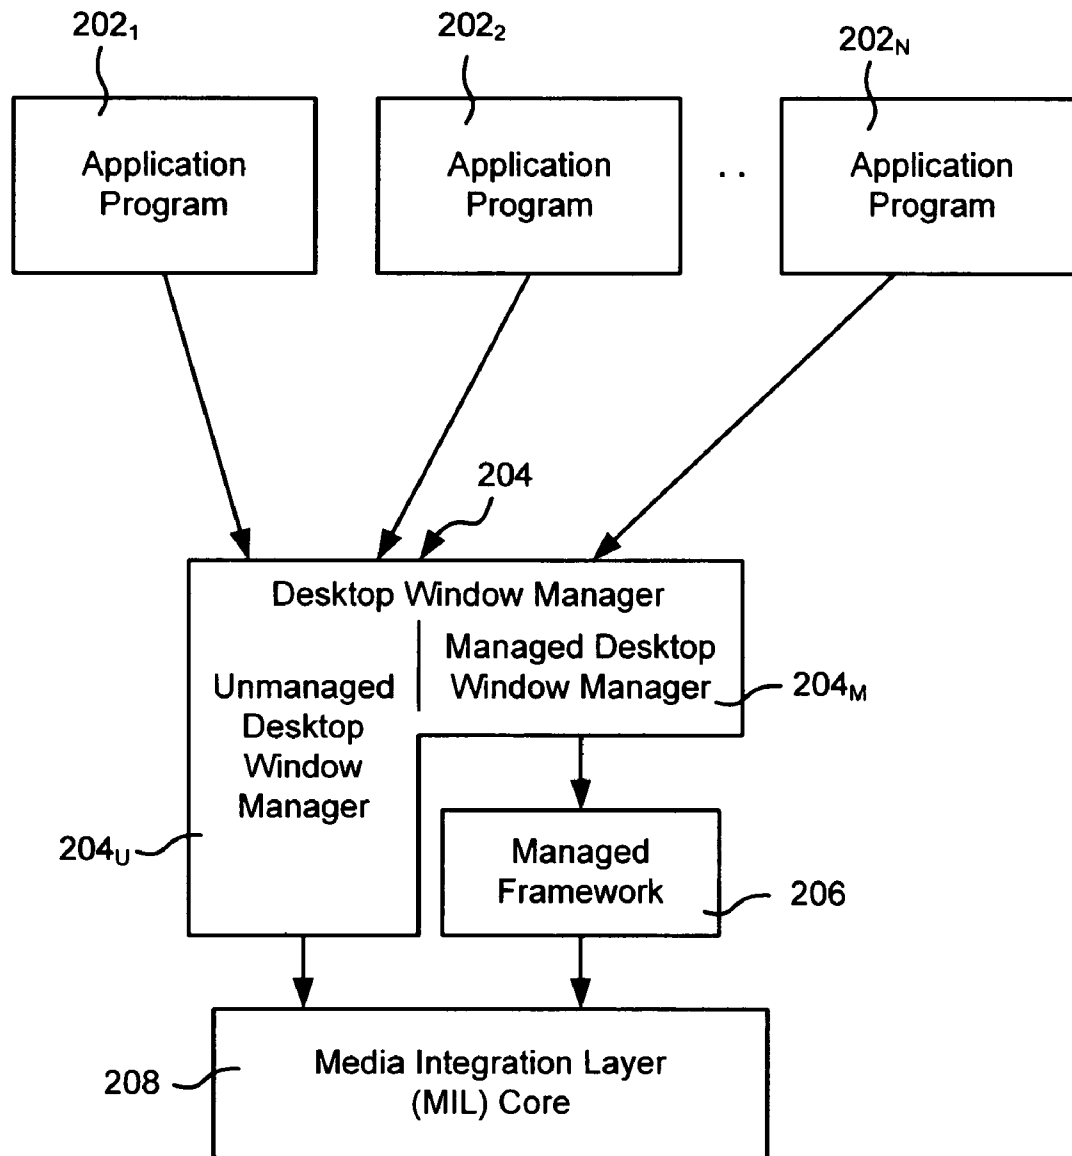 202₁
202₂
202N
Application
Program
Application
Program
. .
Application
Program
204
Desktop Window Manager
Managed Desktop
Window Manager
204M
Unmanaged
Desktop
Window
Manager
204U
Managed
Framework
206
Media Integration Layer
(MIL) Core
208